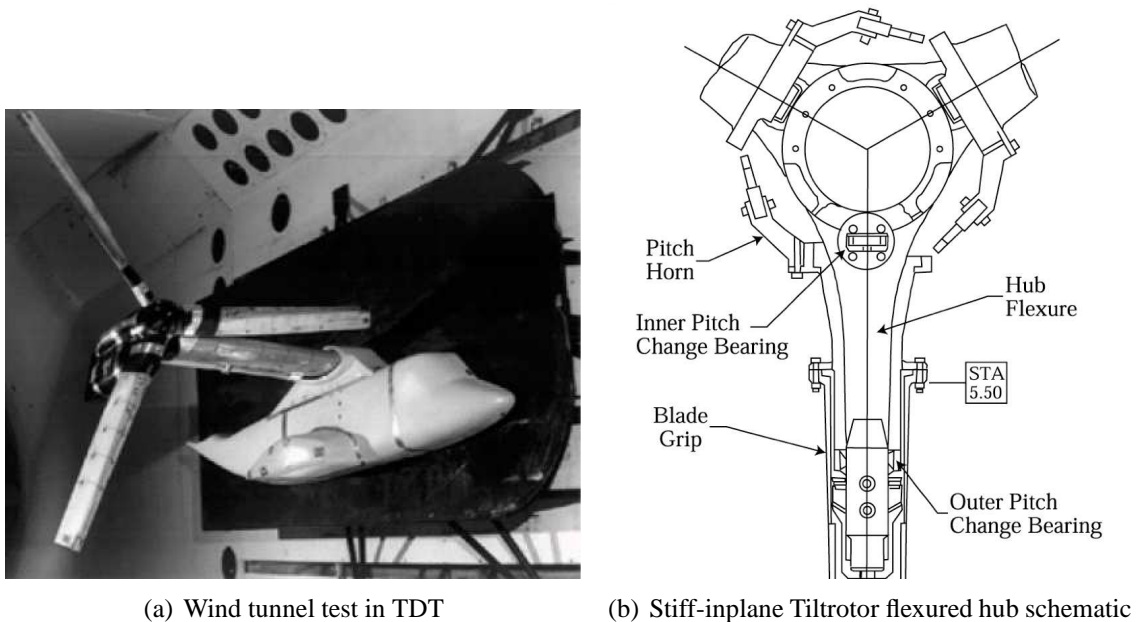 Pitch
Horn
Hub
Flexure
Inner Pitch
Change Bearing
STA
5.50
Blade
Grip
Outer Pitch
Change Bearing
(a) Wind tunnel test in TDT
(b) Stiff-inplane Tiltrotor flexured hub schematic